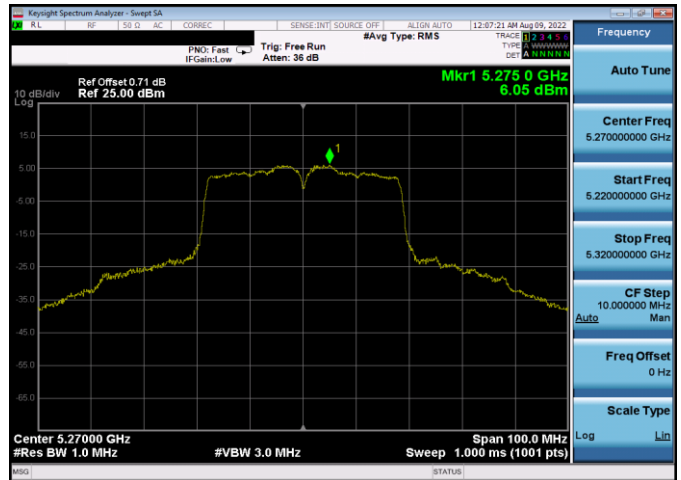 Keysight Spectrum Analyzer - Swept SA
RL RF 50 Ω AC CORREC SENSE:INT SOURCE OFF ALIGN AUTO 12:07:21 AM Aug 09, 2022
#Avg Type: RMS
TRACE 1 2 3 4 5 6
TYPE A WWWWW
DET A N N N N N
PNO: Fast
IFGain:Low
Trig: Free Run
Atten: 36 dB
Frequency
Mkr1 5.275 0 GHz
6.05 dBm
Ref Offset 0.71 dB
Ref 25.00 dBm
10 dB/div
Log
15.0
5.00
-5.00
-15.0
-25.0
-35.0
-45.0
-55.0
-65.0
1
Center 5.27000 GHz
#Res BW 1.0 MHz
#VBW 3.0 MHz
Span 100.0 MHz
Sweep 1.000 ms (1001 pts)
MSG
STATUS
Auto Tune
Center Freq
5.270000000 GHz
Start Freq
5.220000000 GHz
Stop Freq
5.320000000 GHz
CF Step
10.000000 MHz
Auto Man
Freq Offset
0 Hz
Scale Type
Log Lin